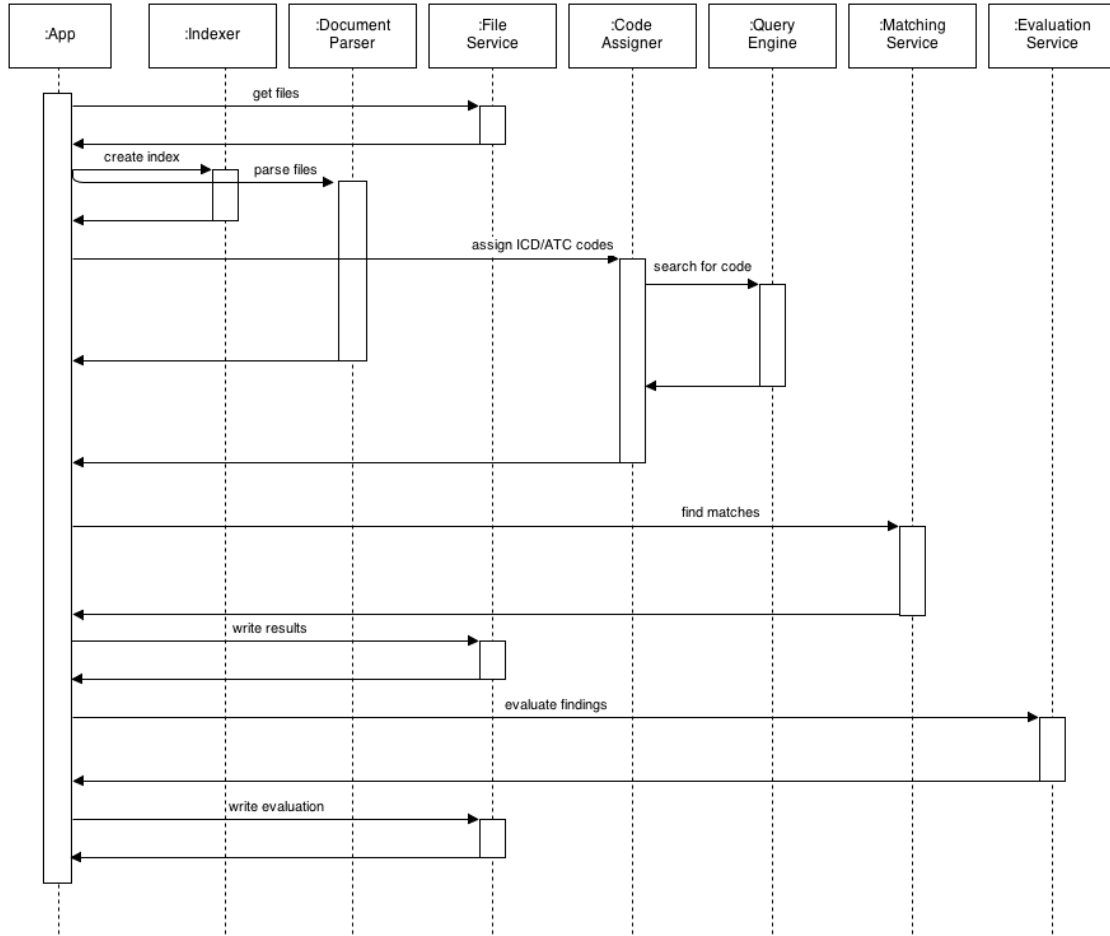 :App
:Indexer
:Document
Parser
:File
Service
:Code
Assigner
:Query
Engine
:Matching
Service
:Evaluation
Service
get files
create index
parse files
assign ICD/ATC codes
search for code
find matches
write results
evaluate findings
write evaluation